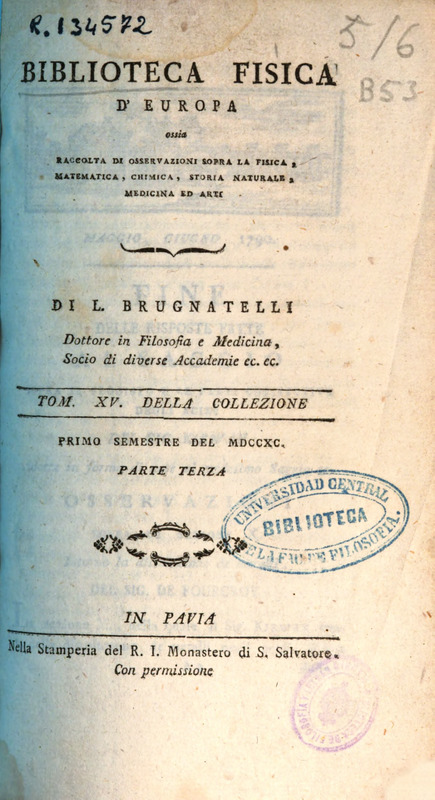 R. 134572
5/6
B53
BIBLIOTECA FISICA
D' EUROPA
ossia
RACCOLTA DI OSSERVAZIONI SOPRA LA FISICA,
MATEMATICA, CHIMICA, STORIA NATURALE,
MEDICINA ED ARTI
DI L. BRUGNATELLI
Dottore in Filosofia e Medicina,
Socio di diverse Accademie ec. ec.
TOM. XV. DELLA COLLEZIONE
PRIMO SEMESTRE DEL MDCCXC.
PARTE TERZA
UNIVERSIDAD CENTRAL
BIBLIOTECA
FILOSOFIA.
IN PAVIA
Nella Stamperia del R. I. Monastero di S. Salvatore.
Con permissione